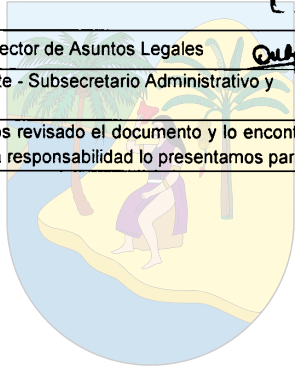 ector de Asuntos Legales
te - Subsecretario Administrativo y
s revisado el documento y lo encont
responsabilidad lo presentamos par